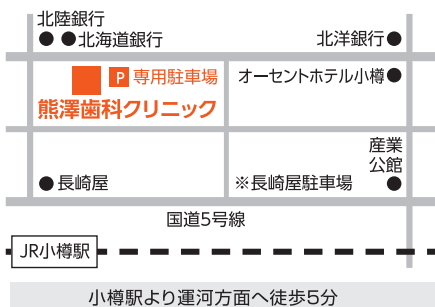 北陸銀行
北海道銀行
北洋銀行
P 専用駐車場
オーセントホテル小樽
熊澤歯科クリニック
産業
公館
長崎屋
※長崎屋駐車場
国道5号線
JR小樽駅
小樽駅より運河方面へ徒歩5分